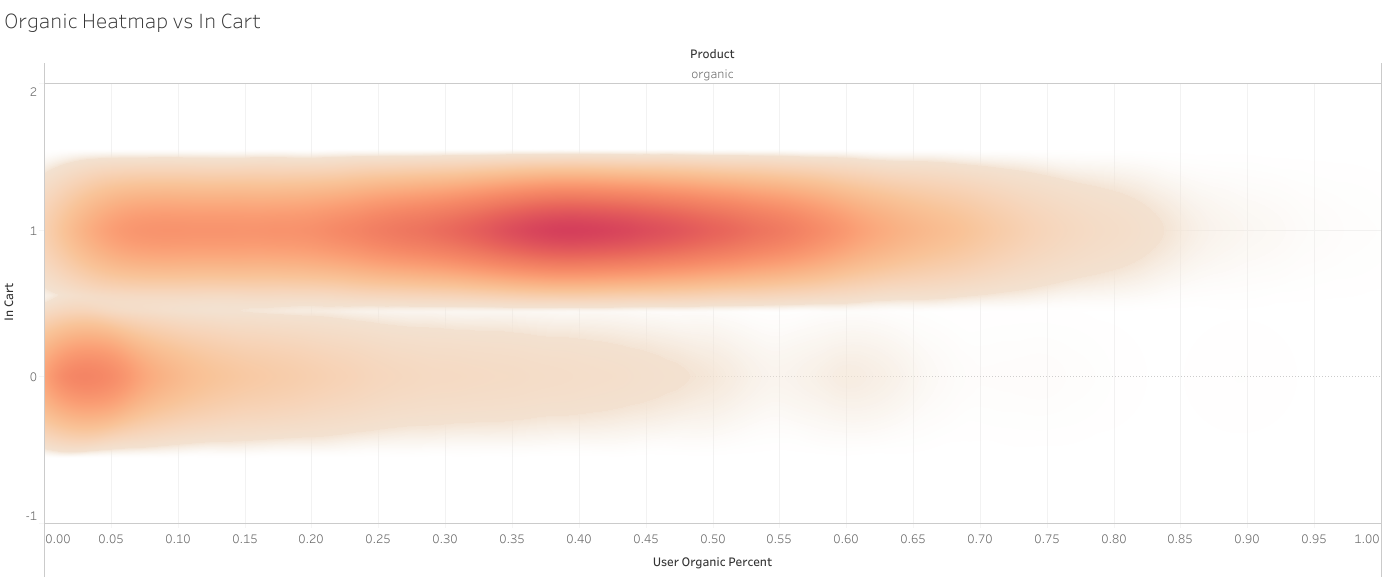 Organic Heatmap vs In Cart
Product
organic
2
1
0
-1
In Cart
0.00 0.05 0.10 0.15 0.20 0.25 0.30 0.35 0.40 0.45 0.50 0.55 0.60 0.65 0.70 0.75 0.80 0.85 0.90 0.95 1.00
User Organic Percent